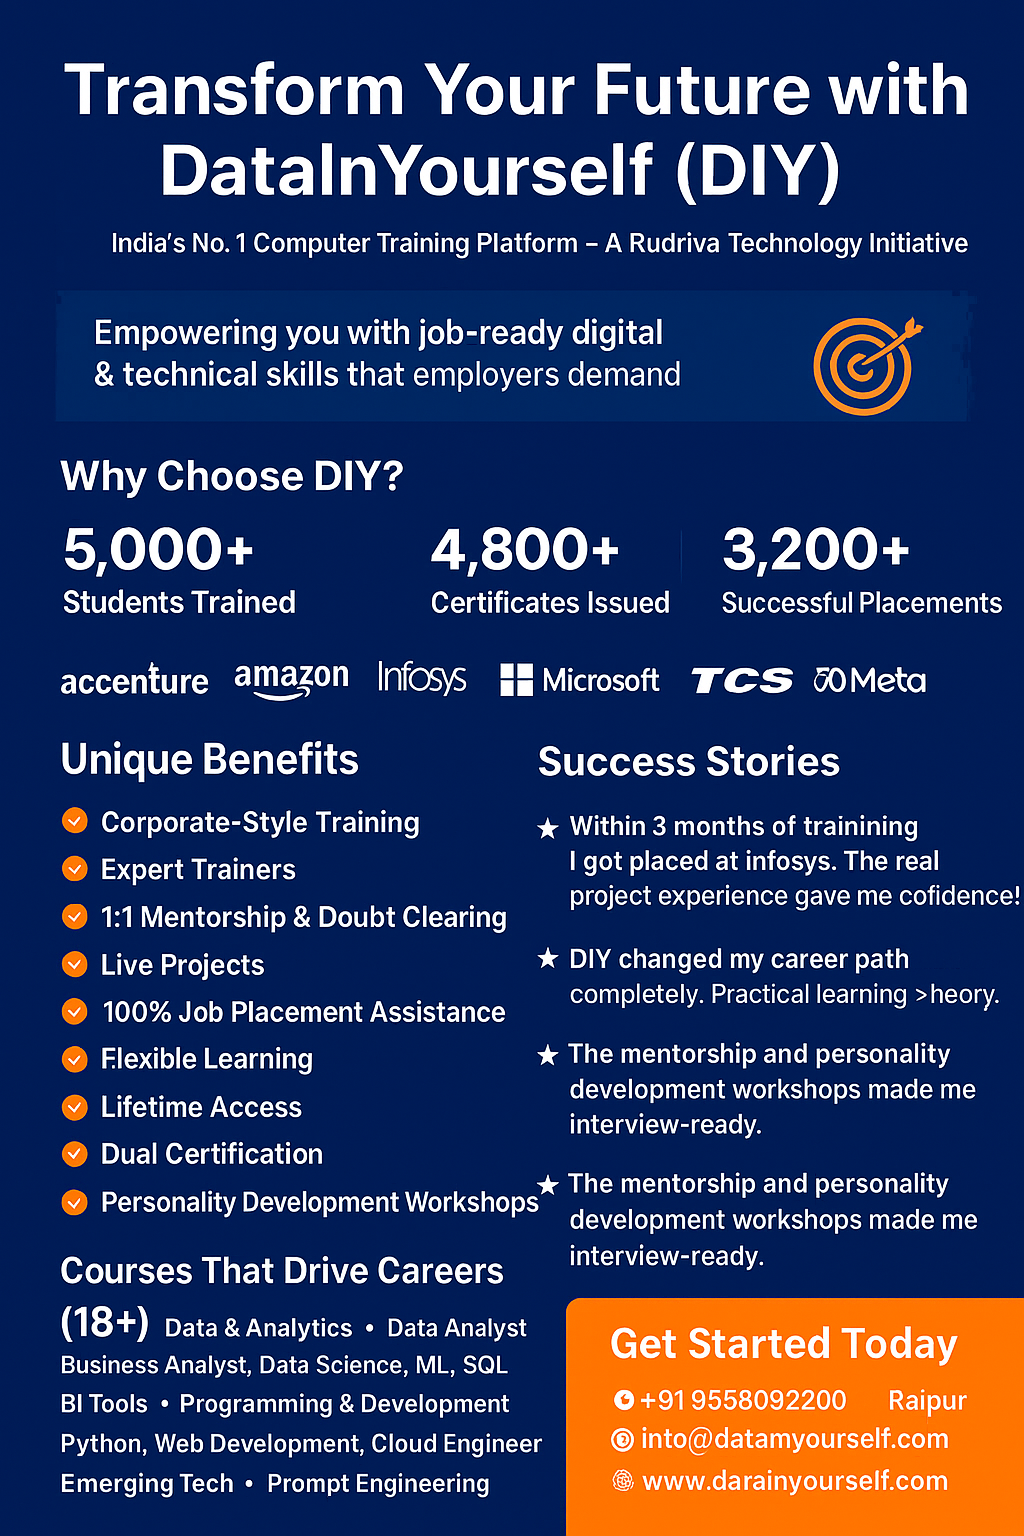 Transform Your Future with
DataInYourself (DIY)
India's No. 1 Computer Training Platform – A Rudriva Technology Initiative
Empowering you with job-ready digital
& technical skills that employers demand
Why Choose DIY?
5,000+ 4,800+ 3,200+
Students Trained Certificates Issued Successful Placements
accenture amazon Infosys Microsoft TCS Meta
Unique Benefits
Corporate-Style Training
Expert Trainers
1:1 Mentorship & Doubt Clearing
Live Projects
100% Job Placement Assistance
Flexible Learning
Lifetime Access
Dual Certification
Personality Development Workshops
Success Stories
★ Within 3 months of trainining
I got placed at infosys. The real
project experience gave me cofidence!
★ DIY changed my career path
completely. Practical learning >heory.
★ The mentorship and personality
development workshops made me
interview-ready.
★ The mentorship and personality
development workshops made me
interview-ready.
Courses That Drive Careers
(18+) Data & Analytics • Data Analyst
Business Analyst, Data Science, ML, SQL
BI Tools • Programming & Development
Python, Web Development, Cloud Engineer
Emerging Tech • Prompt Engineering
Get Started Today
+91 9558092200 Raipur
into@datamyourself.com
www.darainyourself.com